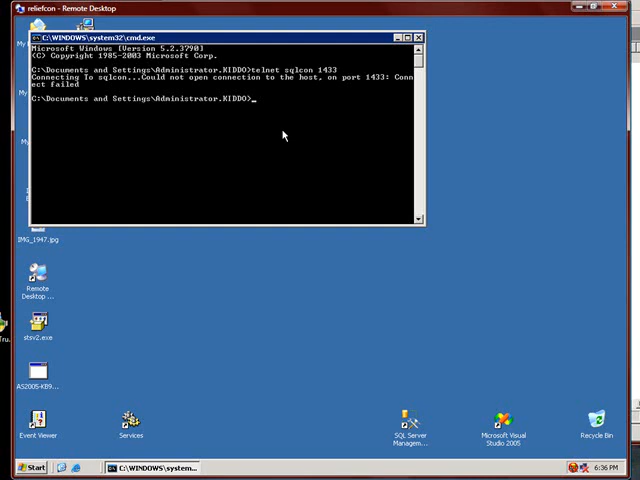 reliefcon - Remote Desktop
C:\WINDOWS\system32\cmd.exe
Microsoft Windows [Version 5.2.3790]
(C) Copyright 1985-2003 Microsoft Corp.
C:\Documents and Settings\Administrator.KIDDO>telnet sqlcon 1433
Connecting To sqlcon...Could not open connection to the host, on port 1433: Conn
ect failed
C:\Documents and Settings\Administrator.KIDDO>_
My
My
My
IMG_1947.jpg
Remote
Desktop ...
stsv2.exe
AS2005-KB9...
Event Viewer
Services
SQL Server
Managem...
Microsoft Visual
Studio 2005
Recycle Bin
Start
C:\WINDOWS\system...
6:36 PM